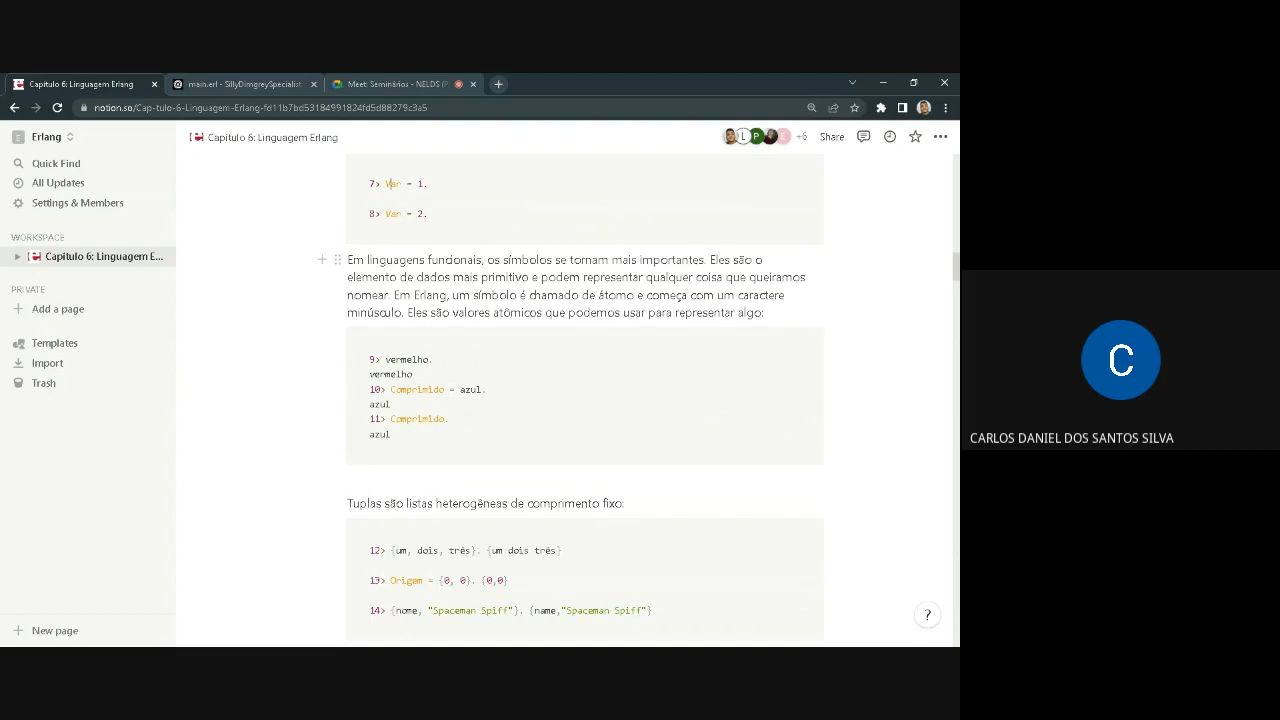 Capítulo 6: Linguagem Erlang
main.erl - SillyDimgreySpecialist
Meet: Seminários - NELDS (P
notion.so/Cap-tulo-6-Linguagem-Erlang-fd11b7bd53184991824fd5d88279c3a5
E Erlang
Capítulo 6: Linguagem Erlang
L P E +6 Share
Quick Find
All Updates
Settings & Members
WORKSPACE
Capítulo 6: Linguagem E...
PRIVATE
Add a page
Templates
Import
Trash
New page
7> Var = 1.
8> Var = 2.
Em linguagens funcionais, os símbolos se tornam mais importantes. Eles são o
elemento de dados mais primitivo e podem representar qualquer coisa que queiramos
nomear. Em Erlang, um símbolo é chamado de átomo e começa com um caractere
minúsculo. Eles são valores atômicos que podemos usar para representar algo:
9> vermelho.
vermelho
10> Comprimido = azul.
azul
11> Comprimido.
azul
Tuplas são listas heterogêneas de comprimento fixo:
12> {um, dois, três}. {um dois três}
13> Origem = {0, 0}. {0,0}
14> {nome, "Spaceman Spiff"}. {name,"Spaceman Spiff"}
?
C
CARLOS DANIEL DOS SANTOS SILVA